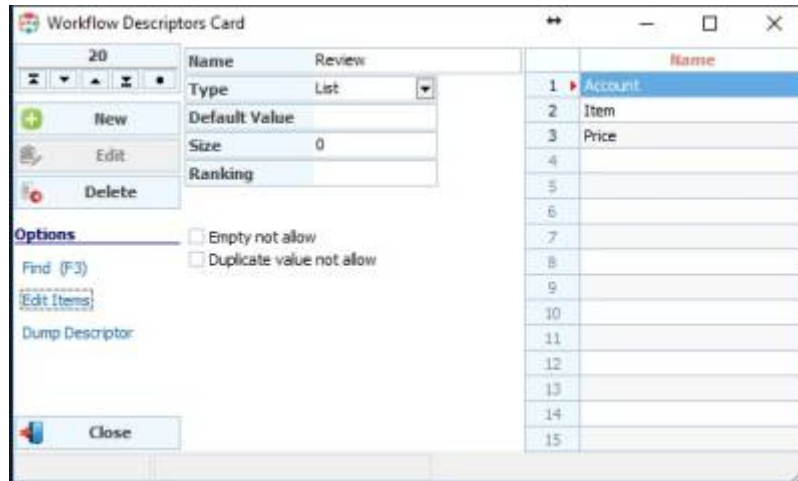 Workflow Descriptors Card
20
New
Edit
Delete
Options
Find (F3)
Edit Items
Dump Descriptor
Close
Name Review
Type List
Default Value
Size 0
Ranking
Empty not allow
Duplicate value not allow
Name
1 Account
2 Item
3 Price
4
5
6
7
8
9
10
11
12
13
14
15